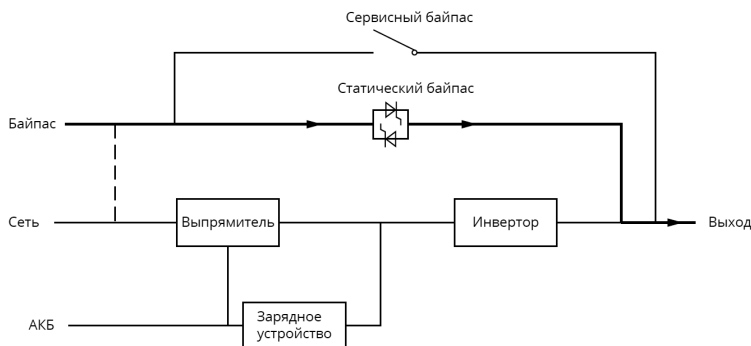 Сервисный байпас
Статический байпас
Байпас
Сеть
Выпрямитель
Инвертор
Выход
АКБ
Зарядное
устройство